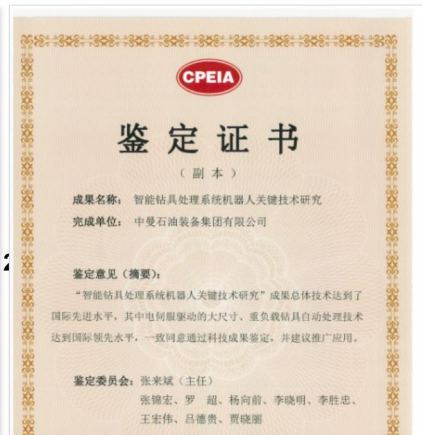 CPEIA
鉴定证书
（副本）
成果名称： 智能钻具处理系统机器人关键技术研究
完成单位： 中曼石油装备集团有限公司
鉴定意见（摘要）：
“智能钻具处理系统机器人关键技术研究”成果总体技术达到了
国际先进水平，其中电伺服驱动的大尺寸、重负载钻具自动处理技术
达到国际领先水平，一致同意通过科技成果鉴定，并建议推广应用。
鉴定委员会：张来斌（主任）
张锦宏、罗 超、杨向前、李晓明、李胜忠、
王宏伟、吕德贵、贾晓丽